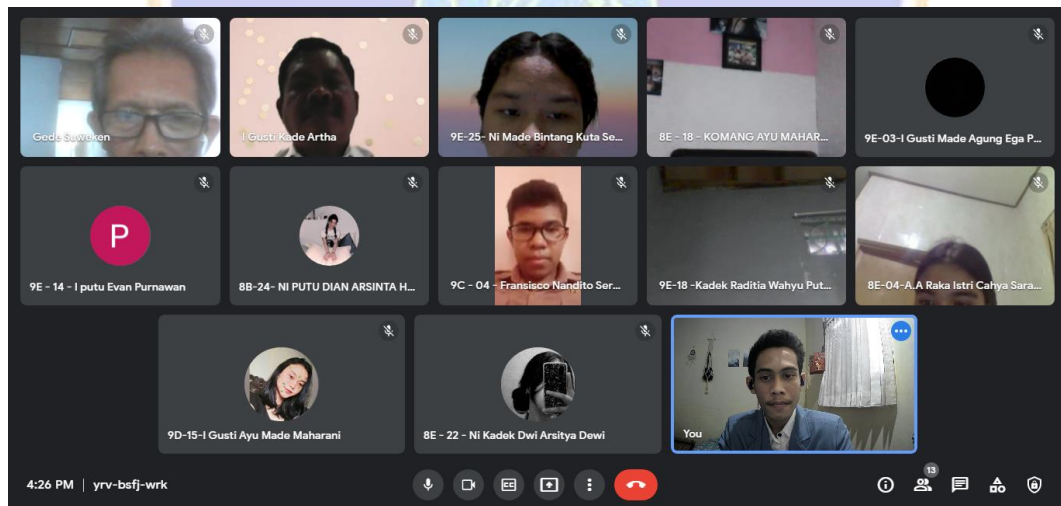 Gede Suweken
I Gusti Kade Artha
9E-25- Ni Made Bintang Kuta Se...
8E - 18 - KOMANG AYU MAHAR...
9E-03-I Gusti Made Agung Ega P...
P
9E - 14 - I putu Evan Purnawan
8B-24- NI PUTU DIAN ARSINTA H...
9C - 04 - Fransisco Nandito Ser...
9E-18 -Kadek Raditia Wahyu Put...
8E-04-A.A Raka Istri Cahya Sara...
9D-15-I Gusti Ayu Made Maharani
8E - 22 - Ni Kadek Dwi Arsitya Dewi
You
4:26 PM | yrv-bsfj-wrk
CC
13